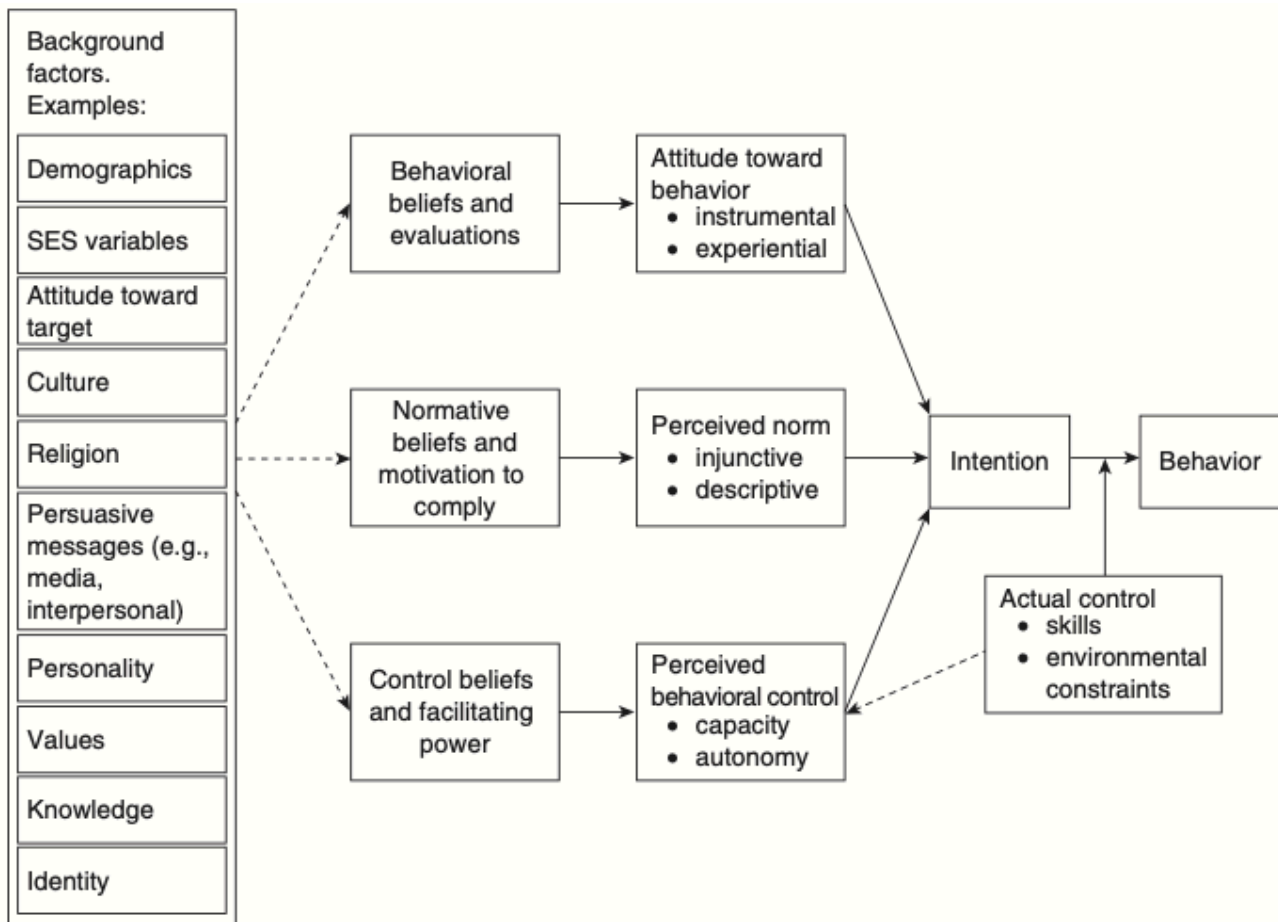 Background
factors.
Examples:
Demographics
SES variables
Attitude toward
target
Culture
Religion
Persuasive
messages (e.g.,
media,
interpersonal)
Personality
Values
Knowledge
Identity
Behavioral
beliefs and
evaluations
Attitude toward
behavior
• instrumental
• experiential
Normative
beliefs and
motivation to
comply
Perceived norm
• injunctive
• descriptive
Control beliefs
and facilitating
power
Perceived
behavioral control
• capacity
• autonomy
Intention
Behavior
Actual control
• skills
• environmental
constraints